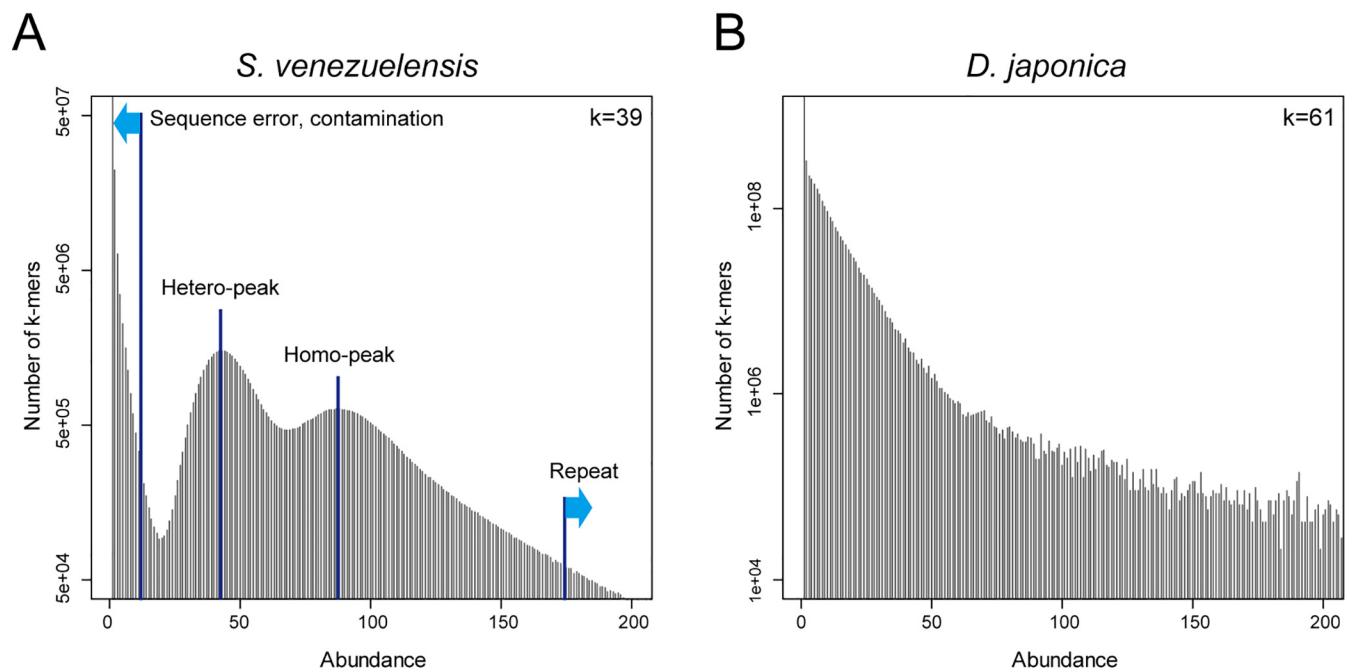 A
S. venezuelensis
Sequence error, contamination
k=39
Hetero-peak
Homo-peak
Repeat
Number of k-mers
5e+07
5e+06
5e+05
5e+04
0 50 100 150 200
Abundance
B
D. japonica
k=61
Number of k-mers
1e+08
1e+06
1e+04
0 50 100 150 200
Abundance